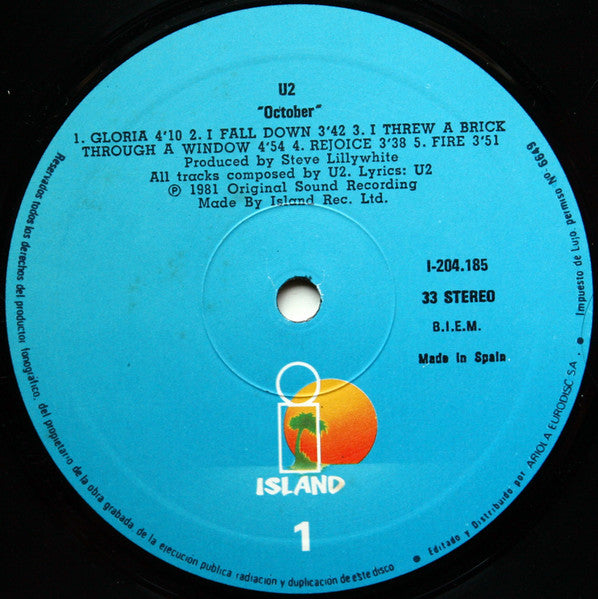 U2
"October"
1. GLORIA 4'10 2. I FALL DOWN 3'42 3. I THREW A BRICK
THROUGH A WINDOW 4'54 4. REJOICE 3'38 5. FIRE 3'51
Produced by Steve Lillywhite
All tracks composed by U2. Lyrics: U2
℗ 1981 Original Sound Recording
Made By Island Rec. Ltd.
I-204.185
33 STEREO
B.I.E.M.
Made in Spain
i
ISLAND
1
Reservados todos los derechos del productor fonográfico, del propietario de la obra grabada, de la ejecución publica radiación y duplicación de este disco
• Editado y Distribuido por ARIOLA EURODISC SA. • Impuesto de Lujo, permiso Nº 6649